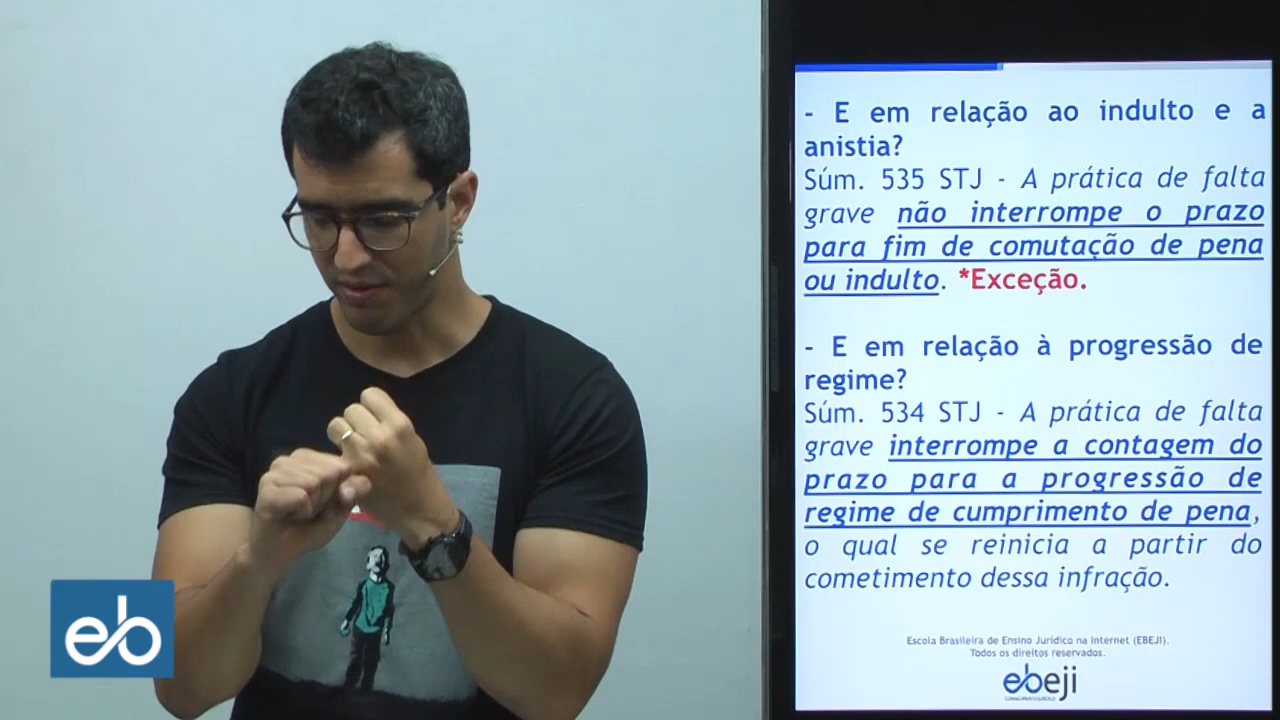 - E em relação ao indulto e a
anistia?
Súm. 535 STJ - A prática de falta
grave não interrompe o prazo
para fim de comutação de pena
ou indulto. *Exceção.
- E em relação à progressão de
regime?
Súm. 534 STJ - A prática de falta
grave interrompe a contagem do
prazo para a progressão de
regime de cumprimento de pena,
o qual se reinicia a partir do
cometimento dessa infração.
Escola Brasileira de Ensino Jurídico na Internet (EBEJI).
Todos os direitos reservados.
ebeji
eb